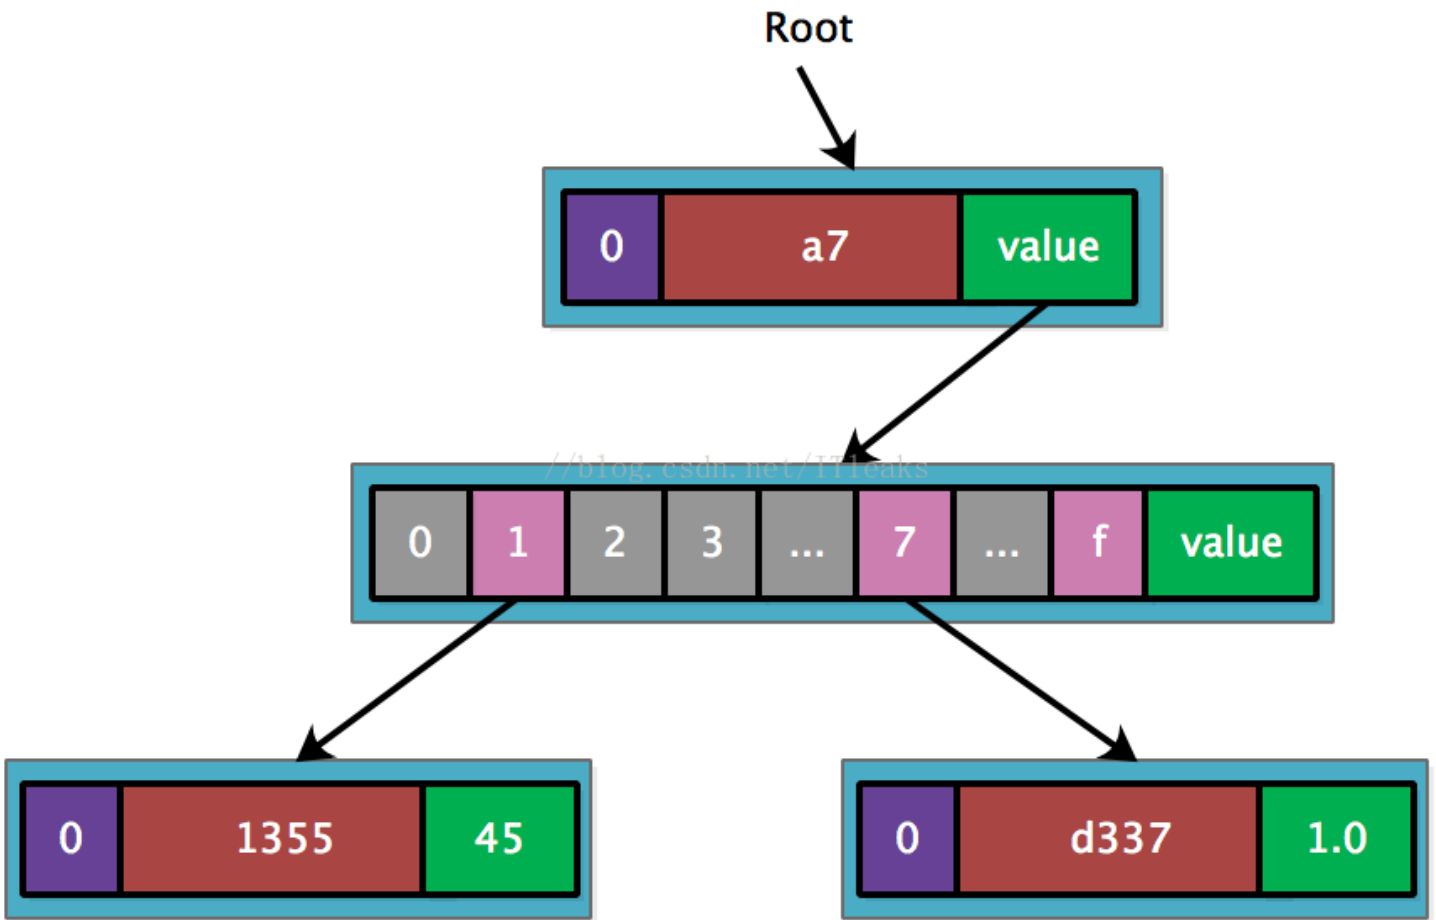 Root
0 a7 value
//blog.csdn.net/ITleaks
0 1 2 3 ... 7 ... f value
0 1355 45
0 d337 1.0